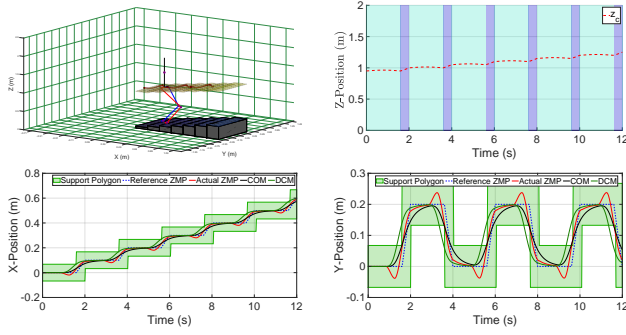 Z (m)
X (m)
Y (m)
Z-Position (m)
2
1.5
1
0.5
0
0 2 4 6 8 10 12
Time (s)
- z_c
X-Position (m)
0.8
0.6
0.4
0.2
0
-0.2
Support Polygon Reference ZMP Actual ZMP COM DCM
0 2 4 6 8 10 12
Time (s)
Y-Position (m)
0.3
0.2
0.1
0
0.1
Support Polygon Reference ZMP Actual ZMP COM DCM
0 2 4 6 8 10 12
Time (s)